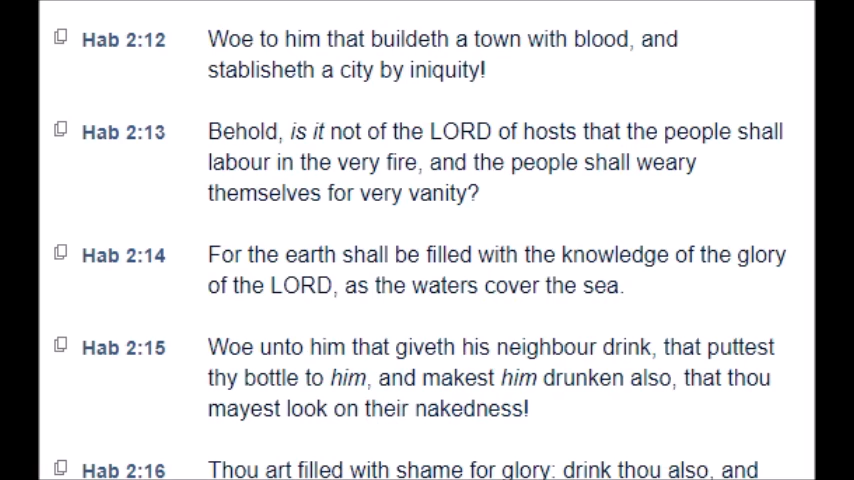 Hab 2:12 Woe to him that buildeth a town with blood, and
stablisheth a city by iniquity!
Hab 2:13 Behold, is it not of the LORD of hosts that the people shall
labour in the very fire, and the people shall weary
themselves for very vanity?
Hab 2:14 For the earth shall be filled with the knowledge of the glory
of the LORD, as the waters cover the sea.
Hab 2:15 Woe unto him that giveth his neighbour drink, that puttest
thy bottle to him, and makest him drunken also, that thou
mayest look on their nakedness!
Hab 2:16 Thou art filled with shame for glory: drink thou also, and